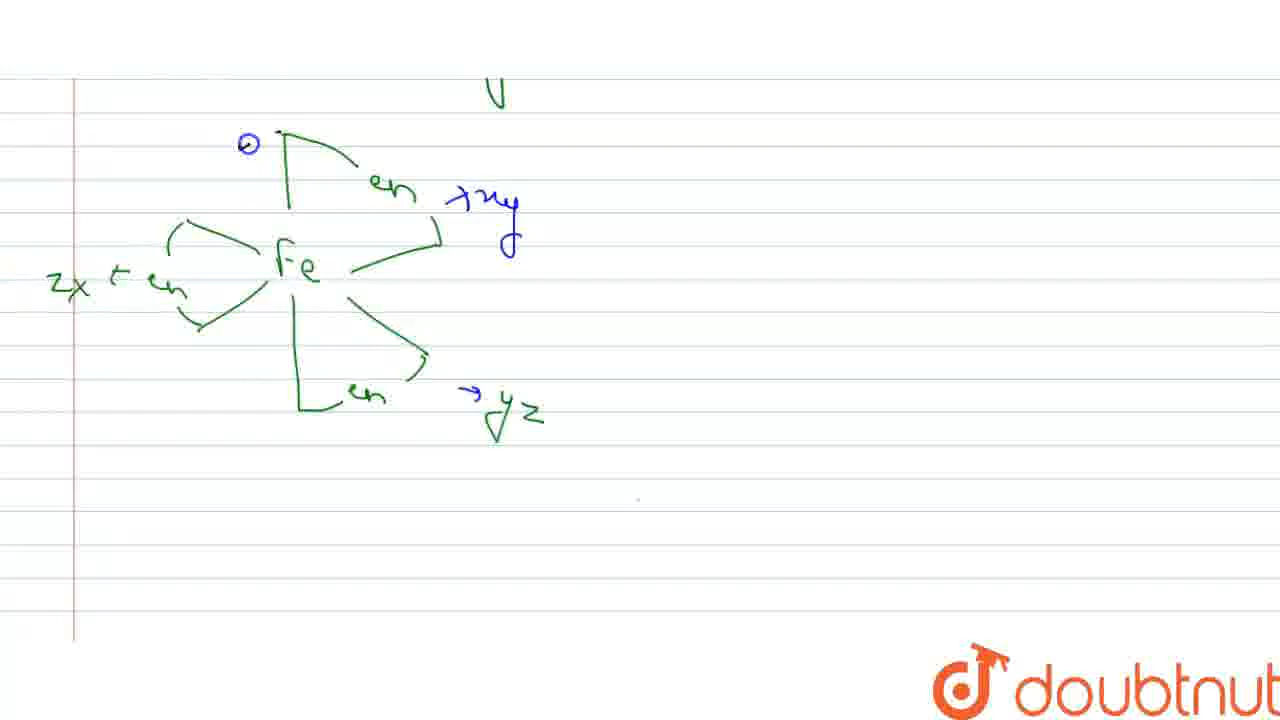 en
xy
Fe
zx en
en → yz
doubtnut